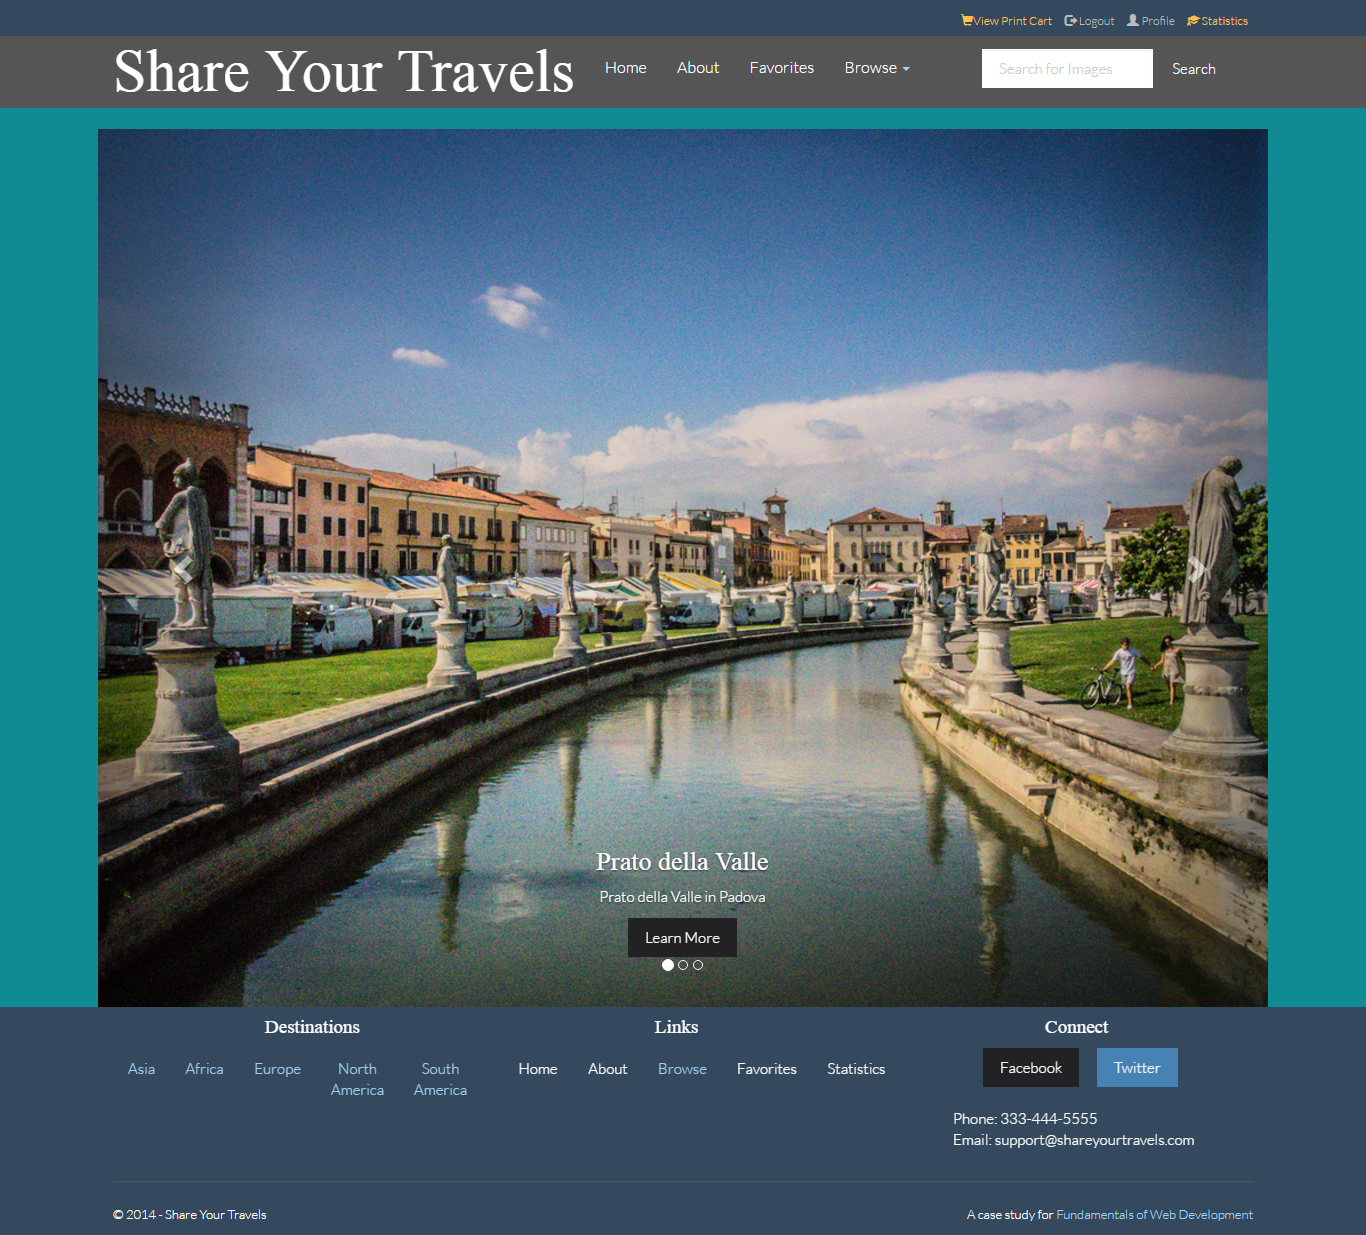 View Print Cart Logout Profile Statistics
Share Your Travels Home About Favorites Browse Search for Images Search
Prato della Valle
Prato della Valle in Padova
Learn More
Destinations
Asia Africa Europe North America South America
Links
Home About Browse Favorites Statistics
Connect
Facebook Twitter
Phone: 333-444-5555
Email: support@shareyourtravels.com
© 2014 - Share Your Travels
A case study for Fundamentals of Web Development